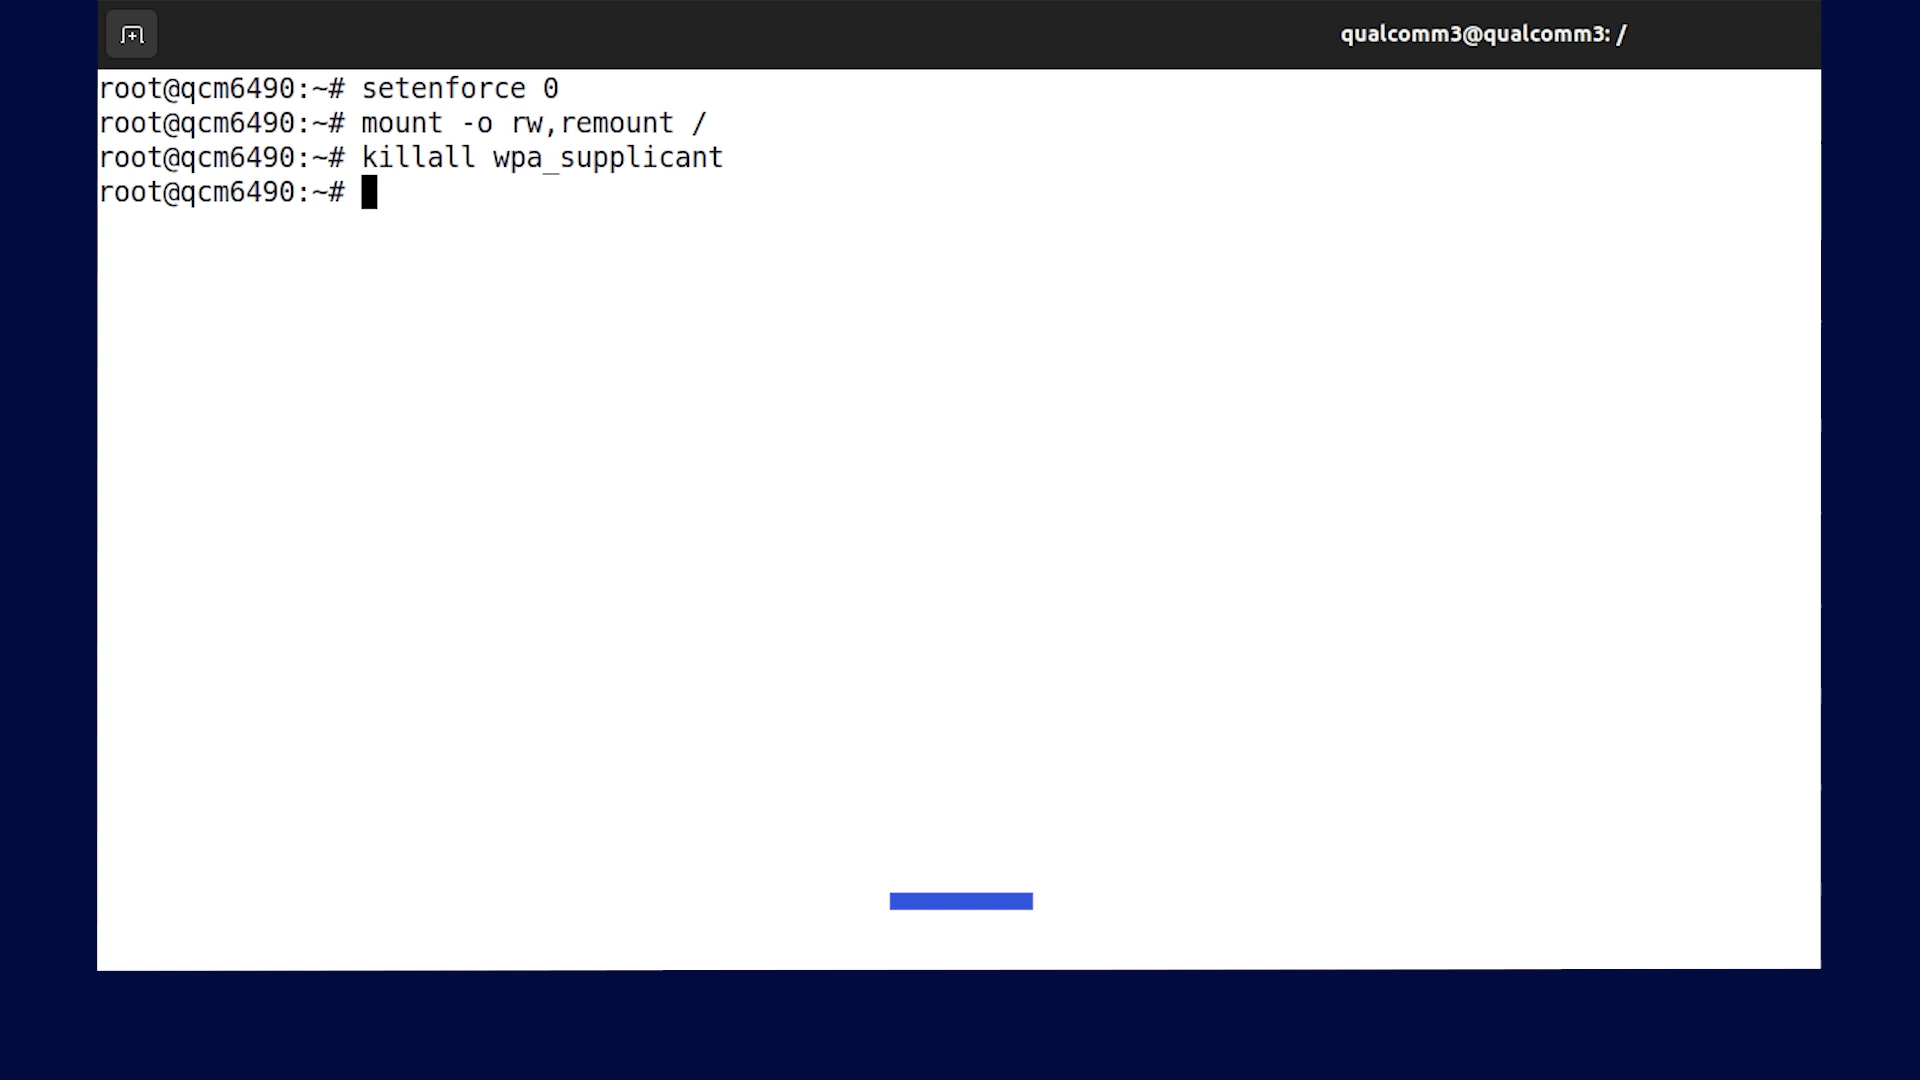 qualcomm3@qualcomm3: /
root@qcm6490:~# setenforce 0
root@qcm6490:~# mount -o rw,remount /
root@qcm6490:~# killall wpa_supplicant
root@qcm6490:~#